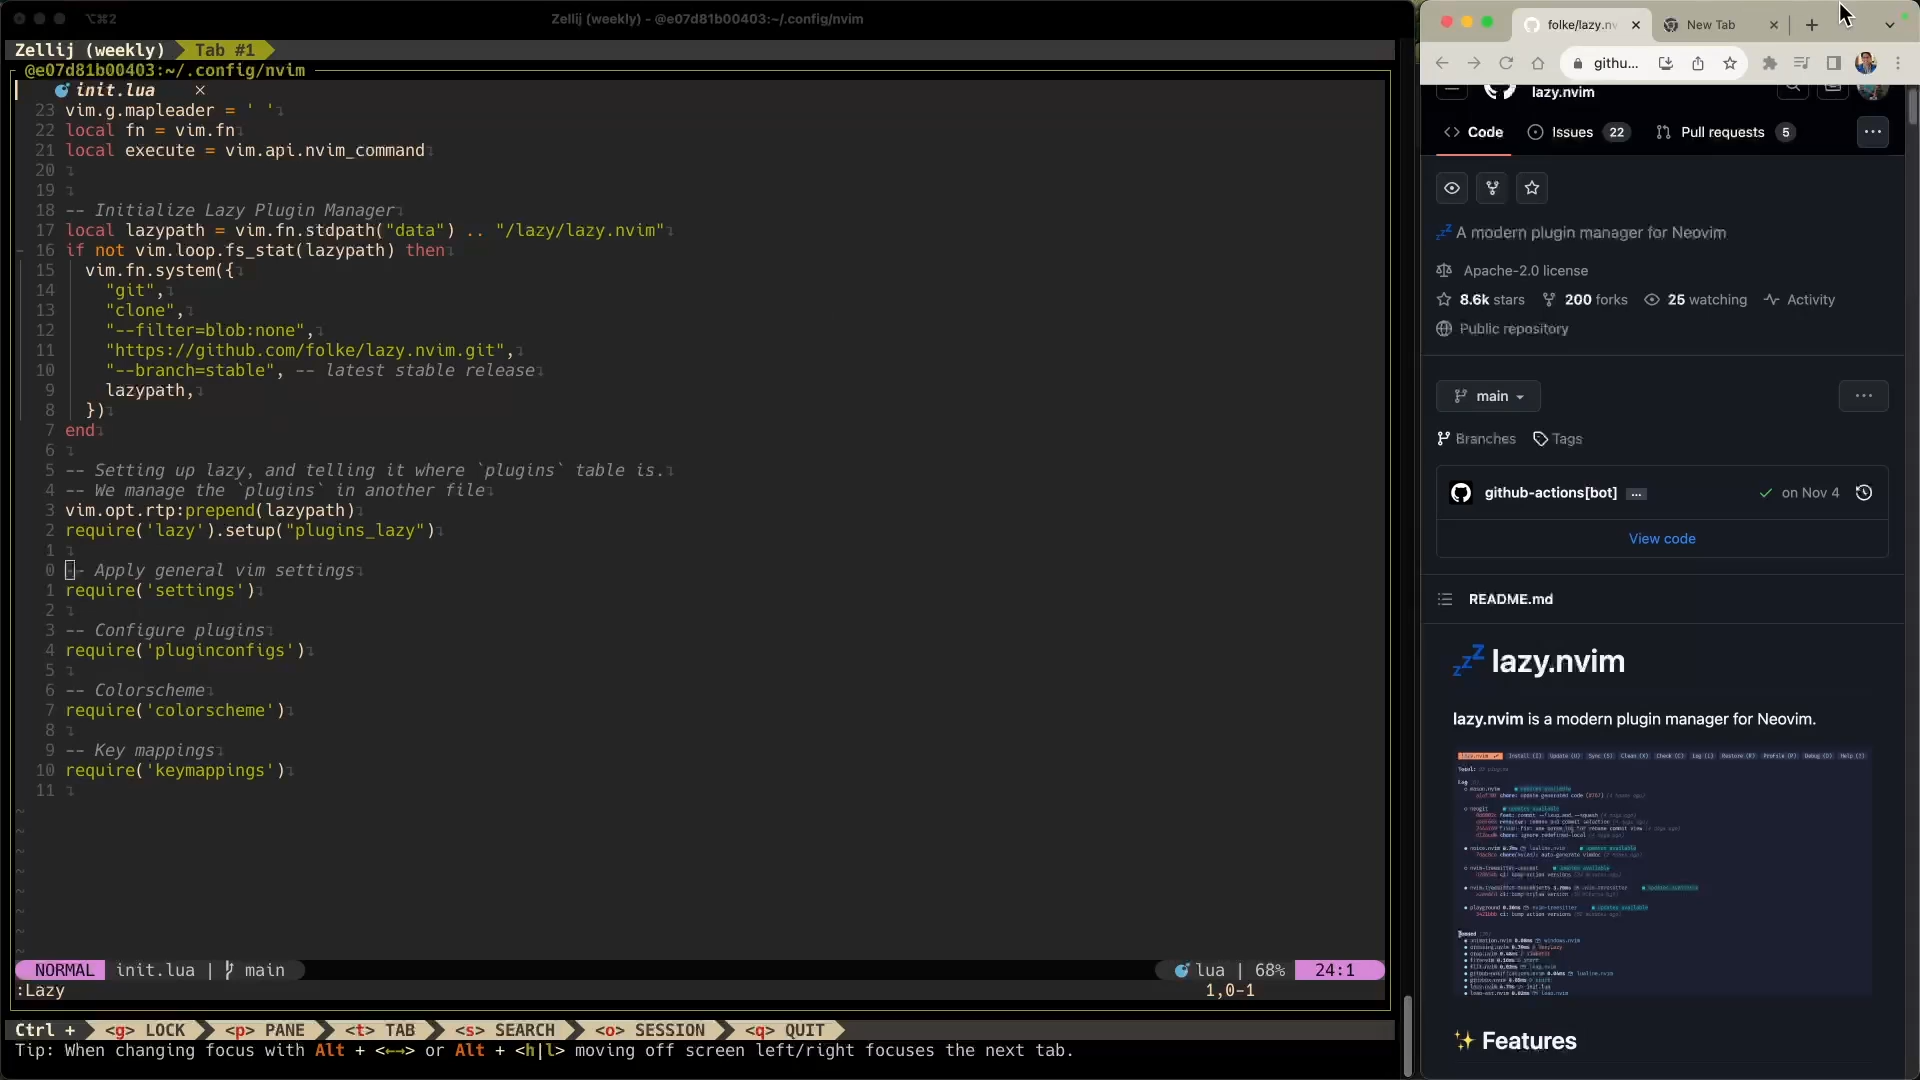 ⌥⌘2
Zellij (weekly) - @e07d81b00403:~/.config/nvim
Zellij (weekly) Tab #1
@e07d81b00403:~/.config/nvim
init.lua ×
23 vim.g.mapleader = ' '
22 local fn = vim.fn
21 local execute = vim.api.nvim_command
20
19
18 -- Initialize Lazy Plugin Manager
17 local lazypath = vim.fn.stdpath("data") .. "/lazy/lazy.nvim"
16 if not vim.loop.fs_stat(lazypath) then
15 vim.fn.system({
14 "git",
13 "clone",
12 "--filter=blob:none",
11 "https://github.com/folke/lazy.nvim.git",
10 "--branch=stable", -- latest stable release
9 lazypath,
8 })
7 end
6
5 -- Setting up lazy, and telling it where `plugins` table is.
4 -- We manage the `plugins` in another file
3 vim.opt.rtp:prepend(lazypath)
2 require('lazy').setup("plugins_lazy")
1
0 -- Apply general vim settings
1 require('settings')
2
3 -- Configure plugins
4 require('pluginconfigs')
5
6 -- Colorscheme
7 require('colorscheme')
8
9 -- Key mappings
10 require('keymappings')
11
NORMAL init.lua | main lua | 68% 24:1
:Lazy 1,0-1
Ctrl + <g> LOCK <p> PANE <t> TAB <s> SEARCH <o> SESSION <q> QUIT
Tip: When changing focus with Alt + <←→> or Alt + <h|l> moving off screen left/right focuses the next tab.
folke/lazy.nv
New Tab
githu...
lazy.nvim
Code Issues 22 Pull requests 5
A modern plugin manager for Neovim
Apache-2.0 license
8.6k stars 200 forks 25 watching Activity
Public repository
main
Branches Tags
github-actions[bot] ... on Nov 4
View code
README.md
lazy.nvim
lazy.nvim is a modern plugin manager for Neovim.
Install (I) Update (U) Sync (S) Clean (X) Check (C) Log (L) Restore (R) Profile (P) Debug (D) Help (?)
Features